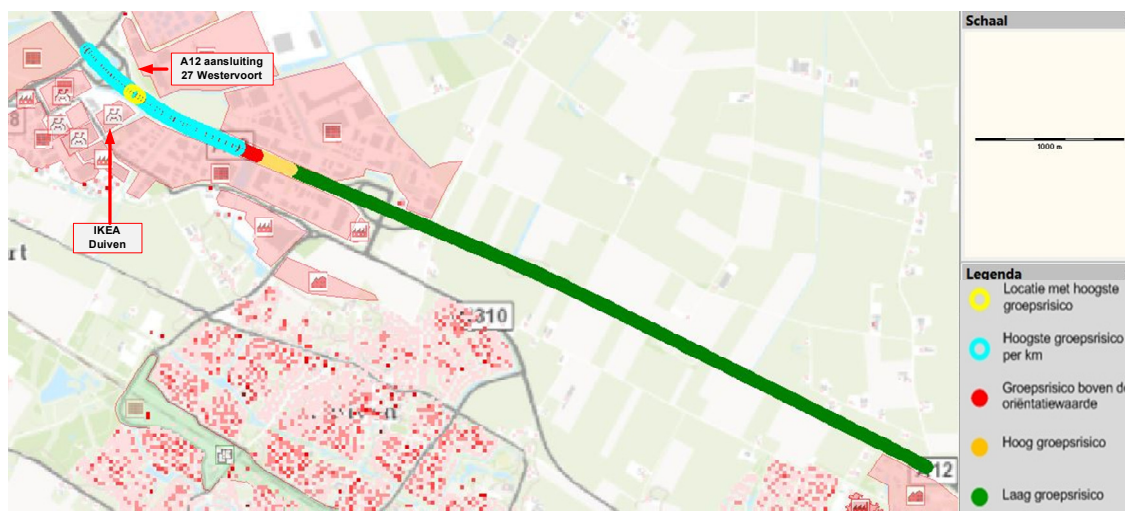 A12 aansluiting
27 Westervoort
IKEA
Duiven
310
A12
Schaal
1000 m
Legenda
Locatie met hoogste
groepsrisico
Hoogste groepsrisico
per km
Groepsrisico boven de
oriëntatiewaarde
Hoog groepsrisico
Laag groepsrisico